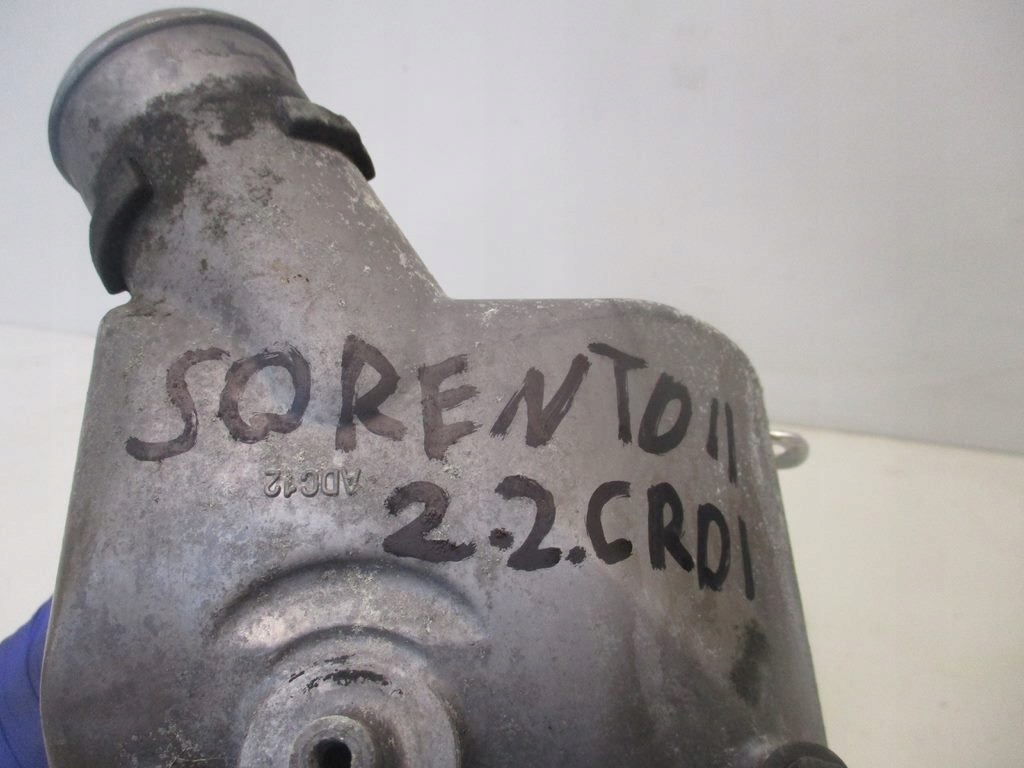 SORENTO II
ADC12
2.2.CRDI